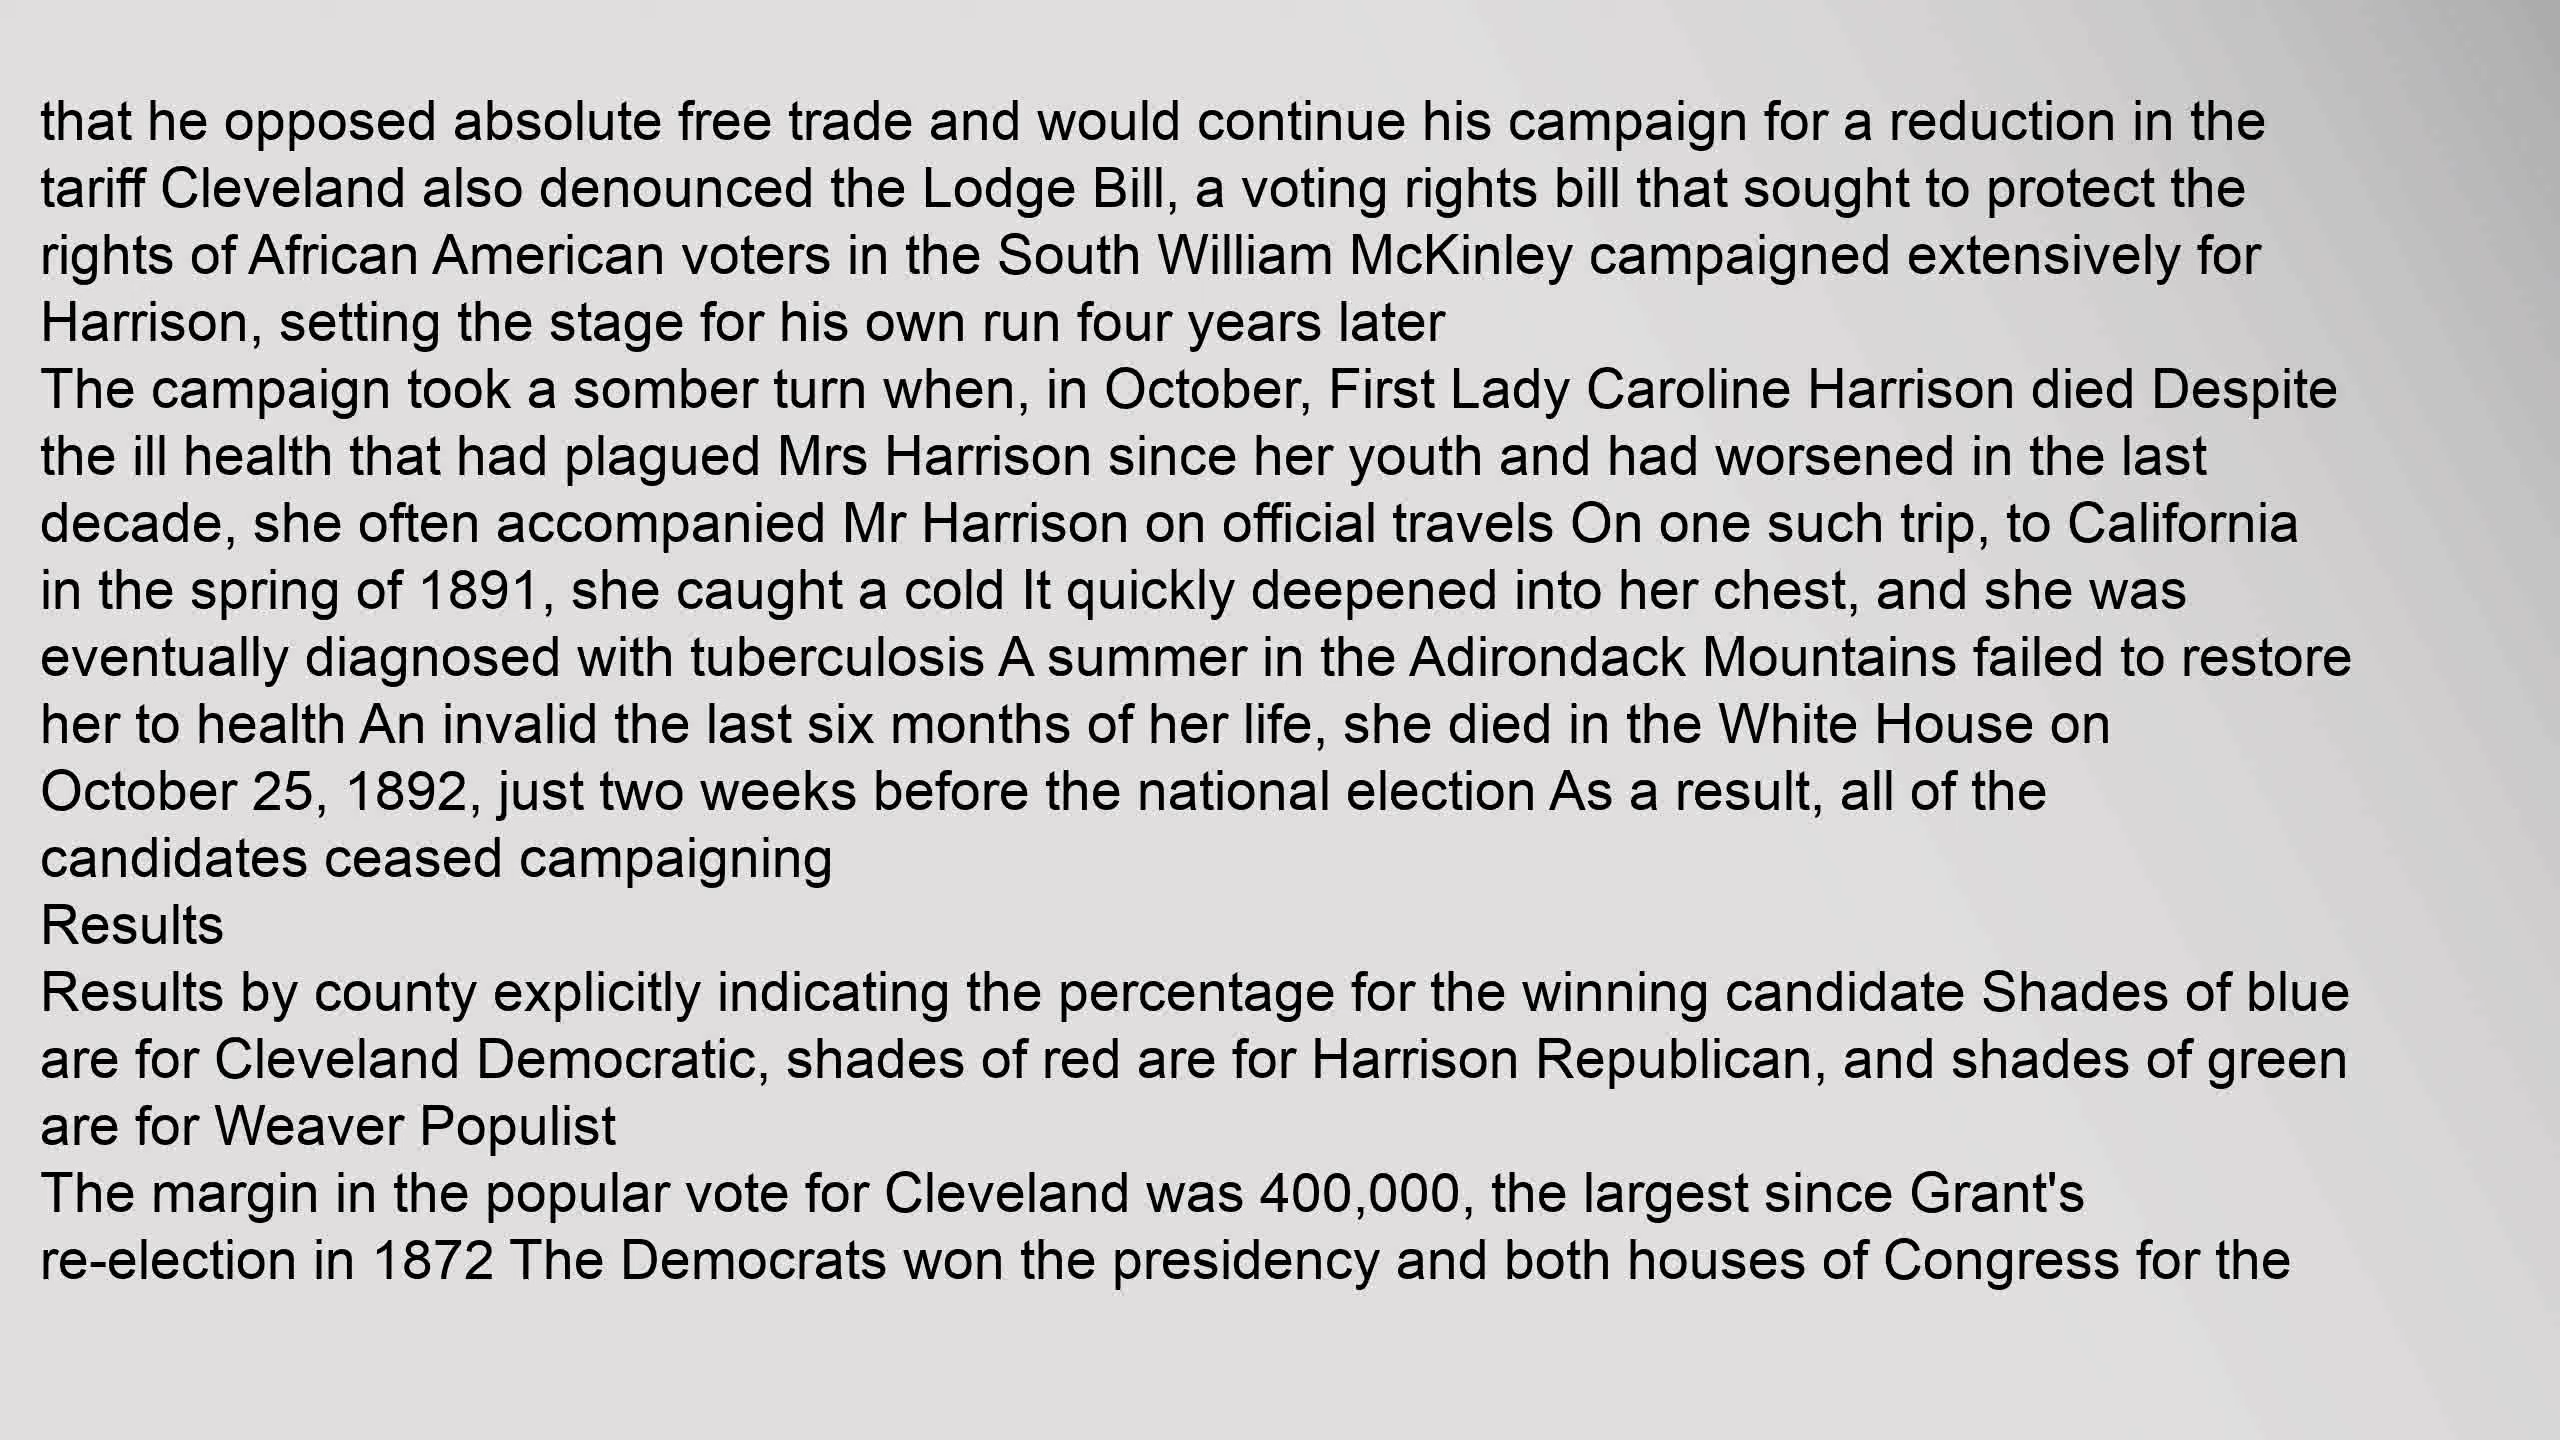 that he opposed absolute free trade and would continue his campaign for a reduction in the
tariff Cleveland also denounced the Lodge Bill, a voting rights bill that sought to protect the
rights of African American voters in the South William McKinley campaigned extensively for
Harrison, setting the stage for his own run four years later
The campaign took a somber turn when, in October, First Lady Caroline Harrison died Despite
the ill health that had plagued Mrs Harrison since her youth and had worsened in the last
decade, she often accompanied Mr Harrison on official travels On one such trip, to California
in the spring of 1891, she caught a cold It quickly deepened into her chest, and she was
eventually diagnosed with tuberculosis A summer in the Adirondack Mountains failed to restore
her to health An invalid the last six months of her life, she died in the White House on
October 25, 1892, just two weeks before the national election As a result, all of the
candidates ceased campaigning
Results
Results by county explicitly indicating the percentage for the winning candidate Shades of blue
are for Cleveland Democratic, shades of red are for Harrison Republican, and shades of green
are for Weaver Populist
The margin in the popular vote for Cleveland was 400,000, the largest since Grant's
re-election in 1872 The Democrats won the presidency and both houses of Congress for the